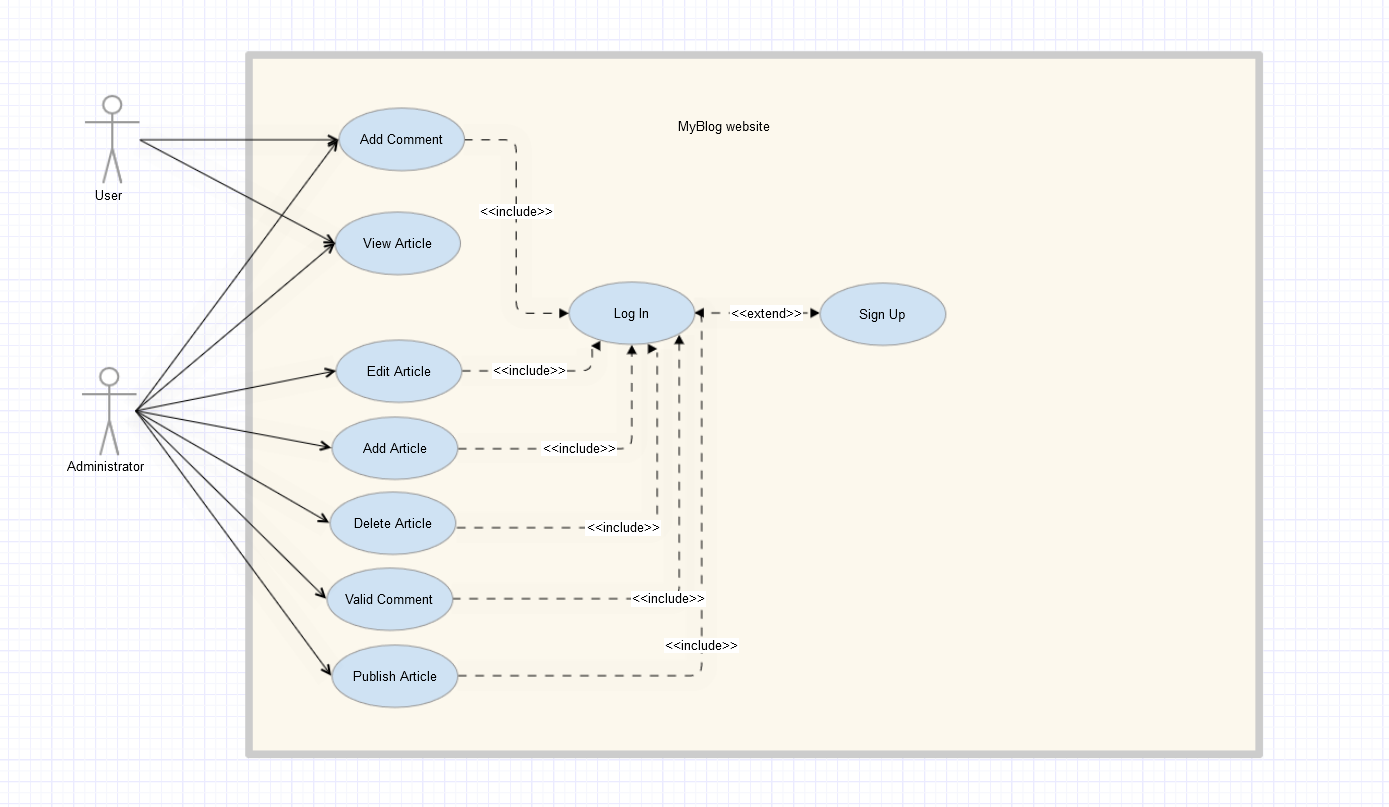 MyBlog website
User
Add Comment
<<include>>
View Article
Log In
<<extend>>
Sign Up
Administrator
Edit Article
<<include>>
Add Article
<<include>>
Delete Article
<<include>>
Valid Comment
<<include>>
<<include>>
Publish Article